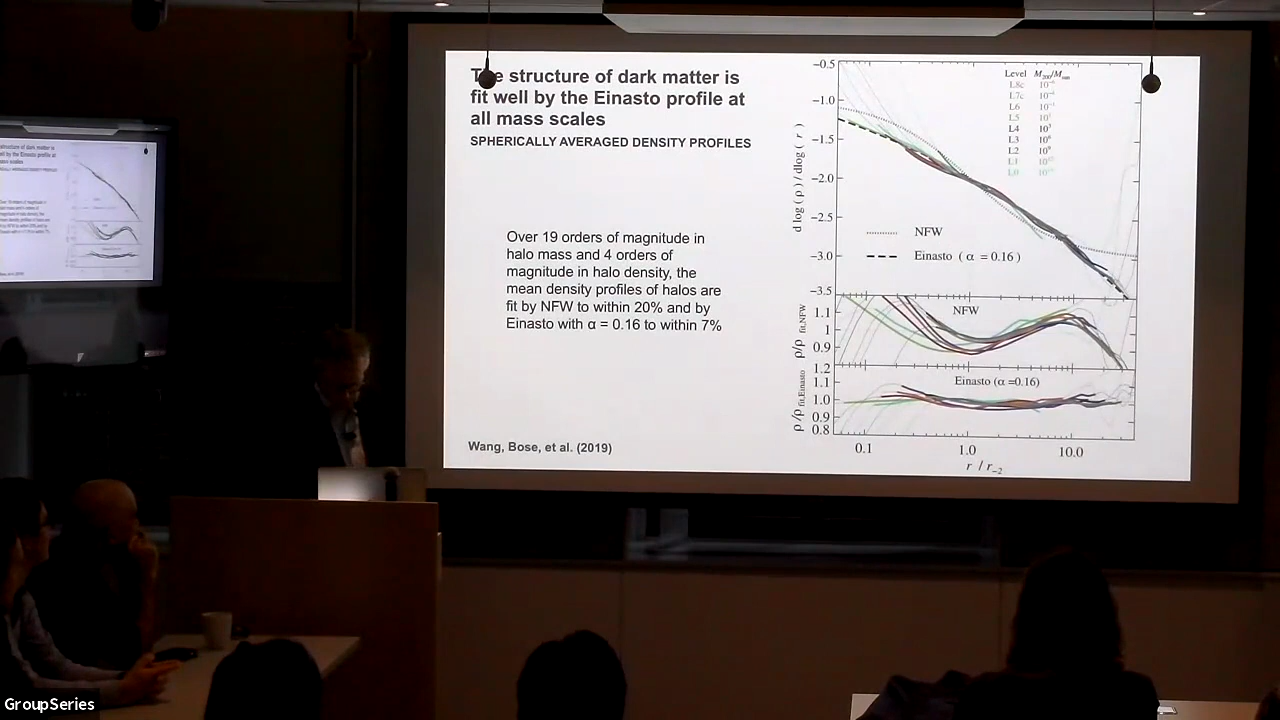 The structure of dark matter is
fit well by the Einasto profile at
all mass scales
SPHERICALLY AVERAGED DENSITY PROFILES
Over 19 orders of magnitude in
halo mass and 4 orders of
magnitude in halo density, the
mean density profiles of halos are
fit by NFW to within 20% and by
Einasto with α = 0.16 to within 7%
Wang, Bose, et al. (2019)
d log (ρ) / dlog (r)
−0.5
−1.0
−1.5
−2.0
−2.5
−3.0
−3.5
Level
L8c
L7c
L6
L5
L4
L3
L2
L1
L0
NFW
Einasto ( α = 0.16 )
ρ/ρ fit,NFW
1.1
1
0.9
NFW
ρ/ρ fit,Einasto
1.2
1.1
1.0
0.9
0.8
Einasto (α =0.16)
0.1 1.0 10.0
r / r−2
GroupSeries